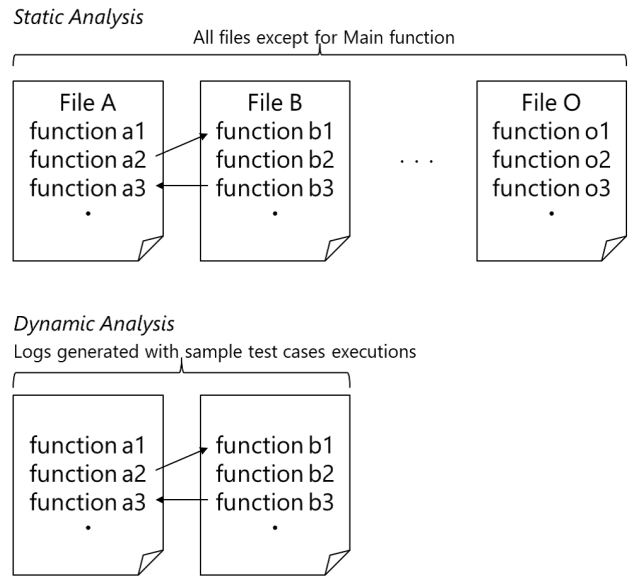 Static Analysis
All files except for Main function
File A
function a1
function a2
function a3
File B
function b1
function b2
function b3
. . .
File O
function o1
function o2
function o3
Dynamic Analysis
Logs generated with sample test cases executions
function a1
function a2
function a3
function b1
function b2
function b3